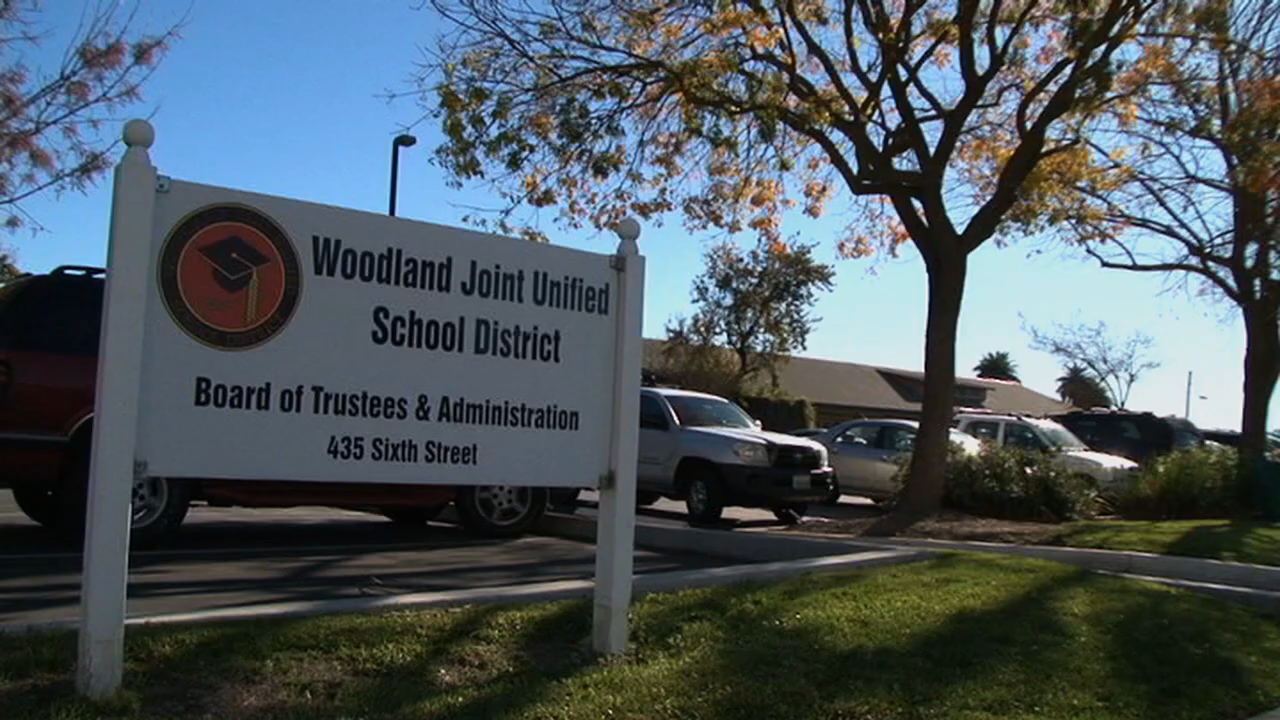 Woodland Joint Unified
School District
Board of Trustees & Administration
435 Sixth Street